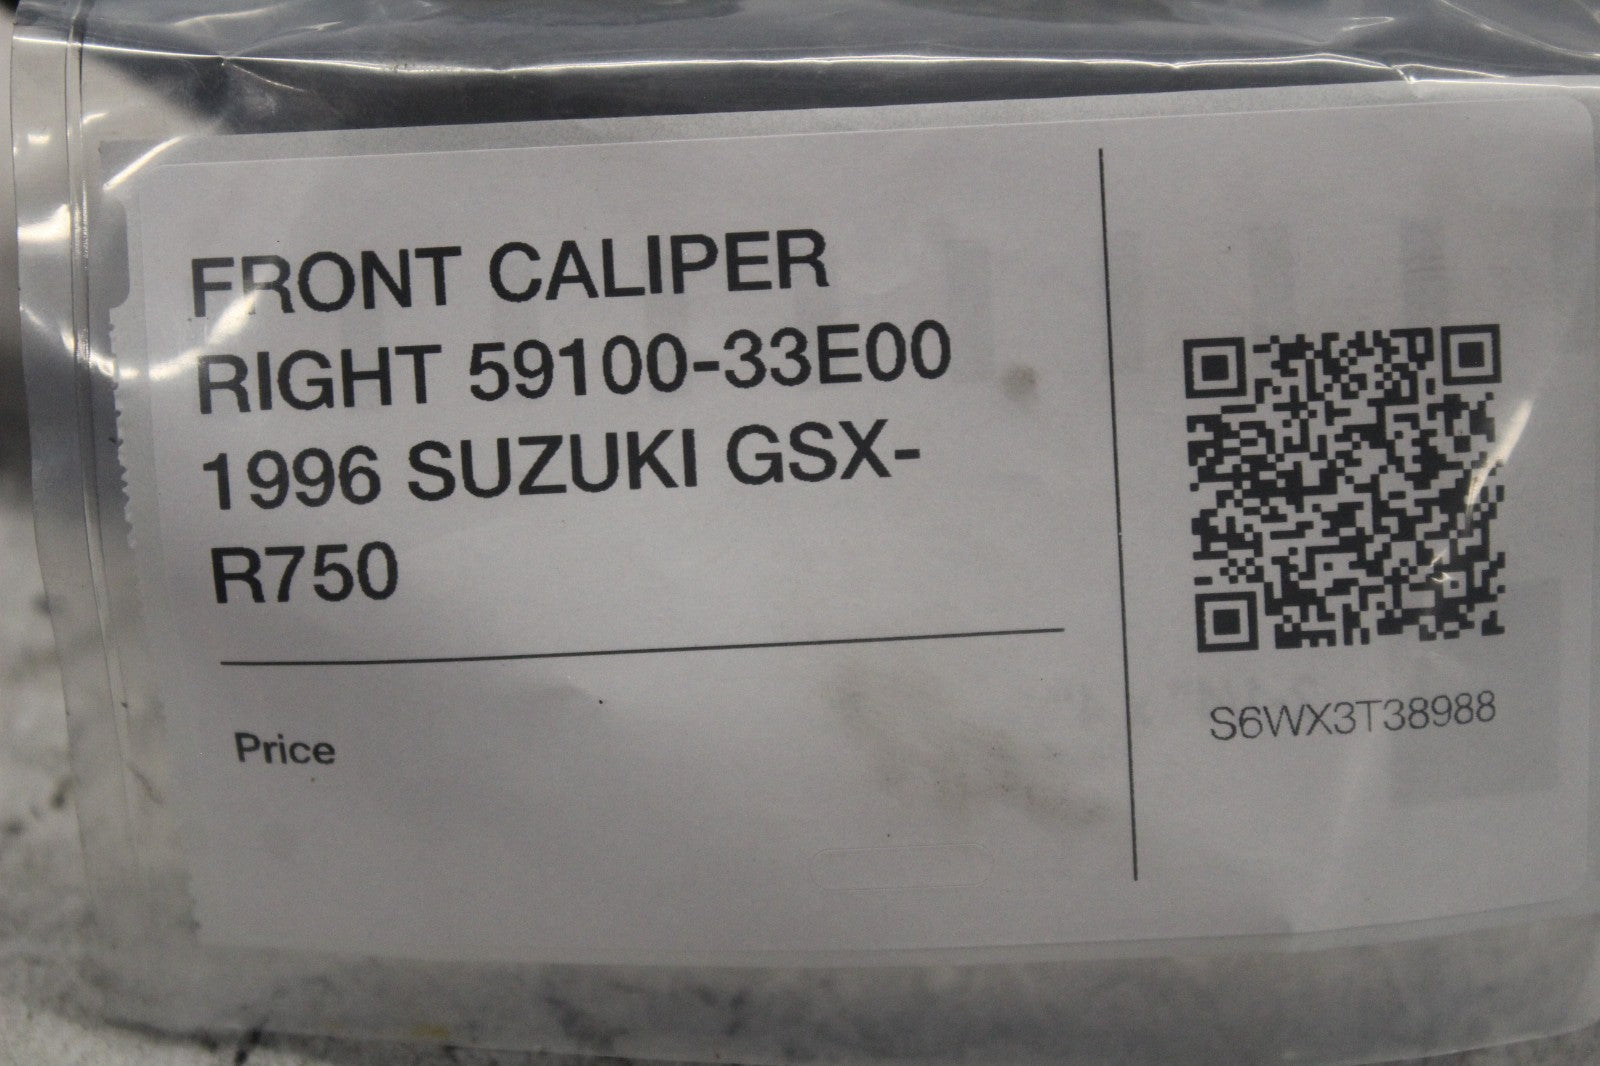 FRONT CALIPER
RIGHT 59100-33E00
1996 SUZUKI GSX-
R750
Price
S6WX3T38988